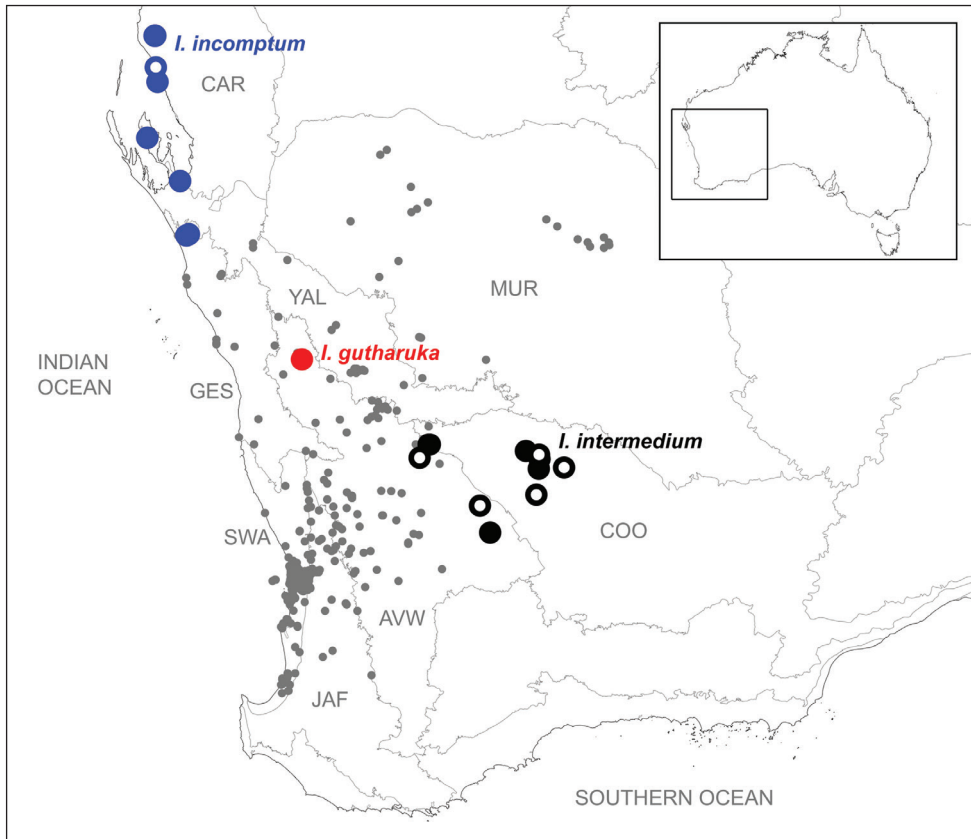 I. incomptum
CAR
YAL
MUR
I. gutharuka
INDIAN
OCEAN
GES
I. intermedium
SWA
COO
AVW
JAF
SOUTHERN OCEAN